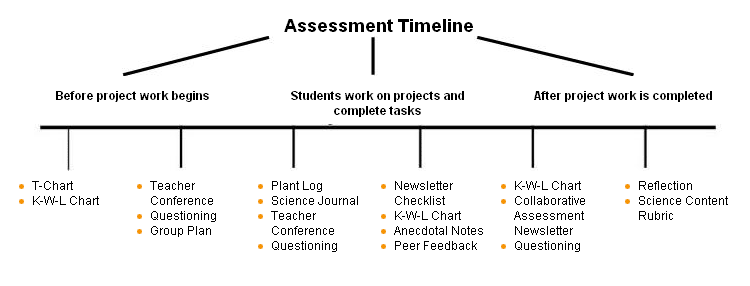 Assessment Timeline
Before project work begins
Students work on projects and
complete tasks
After project work is completed
T-Chart
K-W-L Chart
Teacher
Conference
Questioning
Group Plan
Plant Log
Science Journal
Teacher
Conference
Questioning
Newsletter
Checklist
K-W-L Chart
Anecdotal Notes
Peer Feedback
K-W-L Chart
Collaborative
Assessment
Newsletter
Questioning
Reflection
Science Content
Rubric